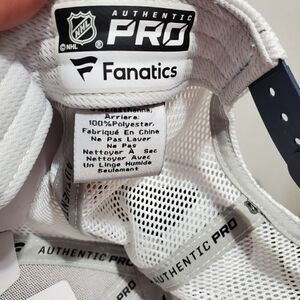 AUTHENTIC
NHL
©NHL
PRO
Fanatics
Arriere:
100%Polyester.
Fabriqué En Chine
Ne Pas Laver
Ne Pas
Nettoyer À Sec
Nettoyer Avec
Un Linge Humide
Seulement
AUTHENTIC PRO
AUTHENTIC PRO